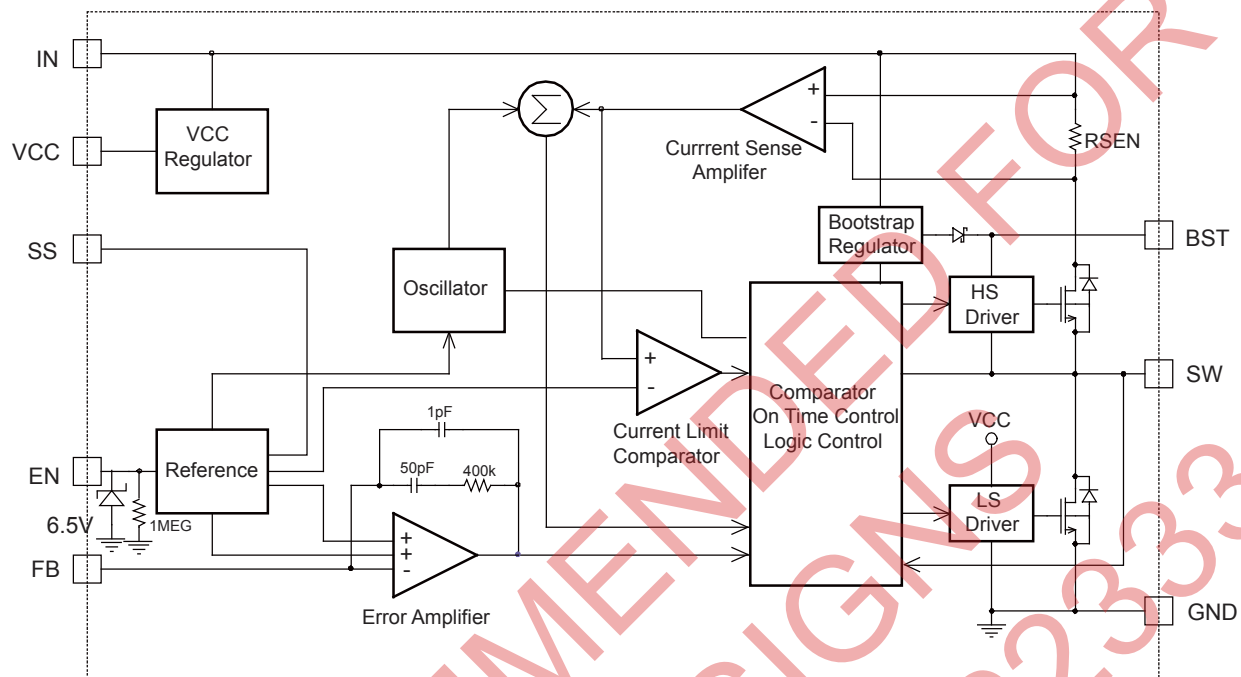 IN
VCC
SS
EN
6.5V
FB
VCC
Regulator
Σ
+
-
Currrent Sense
Amplifer
RSEN
Bootstrap
Regulator
BST
Oscillator
HS
Driver
SW
+
-
Current Limit
Comparator
Comparator
On Time Control
Logic Control
VCC
LS
Driver
GND
Reference
1MEG
1pF
50pF
400k
+
+
-
Error Amplifier
MENDED FOR
SIGNS
2333